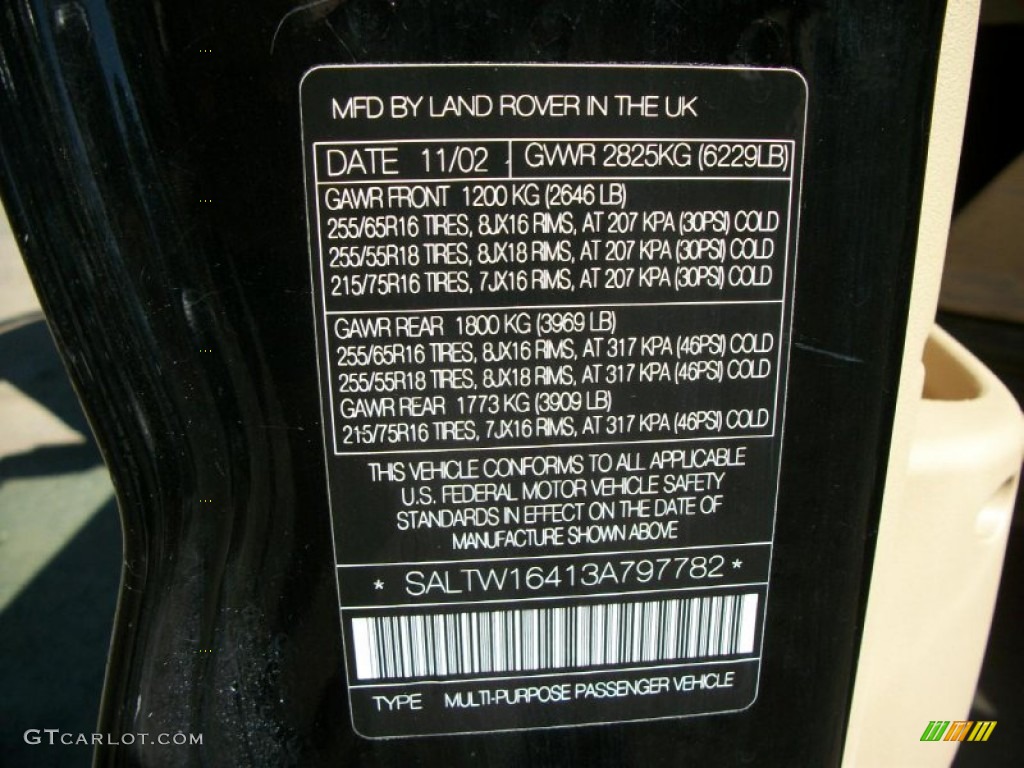 MFD BY LAND ROVER IN THE UK
DATE 11/02 GVWR 2825KG (6229LB)
GAWR FRONT 1200 KG (2646 LB)
255/65R16 TIRES, 8JX16 RIMS, AT 207 KPA (30PSI) COLD
255/55R18 TIRES, 8JX18 RIMS, AT 207 KPA (30PSI) COLD
215/75R16 TIRES, 7JX16 RIMS, AT 207 KPA (30PSI) COLD
GAWR REAR 1800 KG (3969 LB)
255/65R16 TIRES, 8JX16 RIMS, AT 317 KPA (46PSI) COLD
255/55R18 TIRES, 8JX18 RIMS, AT 317 KPA (46PSI) COLD
GAWR REAR 1773 KG (3909 LB)
215/75R16 TIRES, 7JX16 RIMS, AT 317 KPA (46PSI) COLD
THIS VEHICLE CONFORMS TO ALL APPLICABLE
U.S. FEDERAL MOTOR VEHICLE SAFETY
STANDARDS IN EFFECT ON THE DATE OF
MANUFACTURE SHOWN ABOVE
* SALTW16413A797782 *
TYPE MULTI-PURPOSE PASSENGER VEHICLE
GTCARLOT.COM